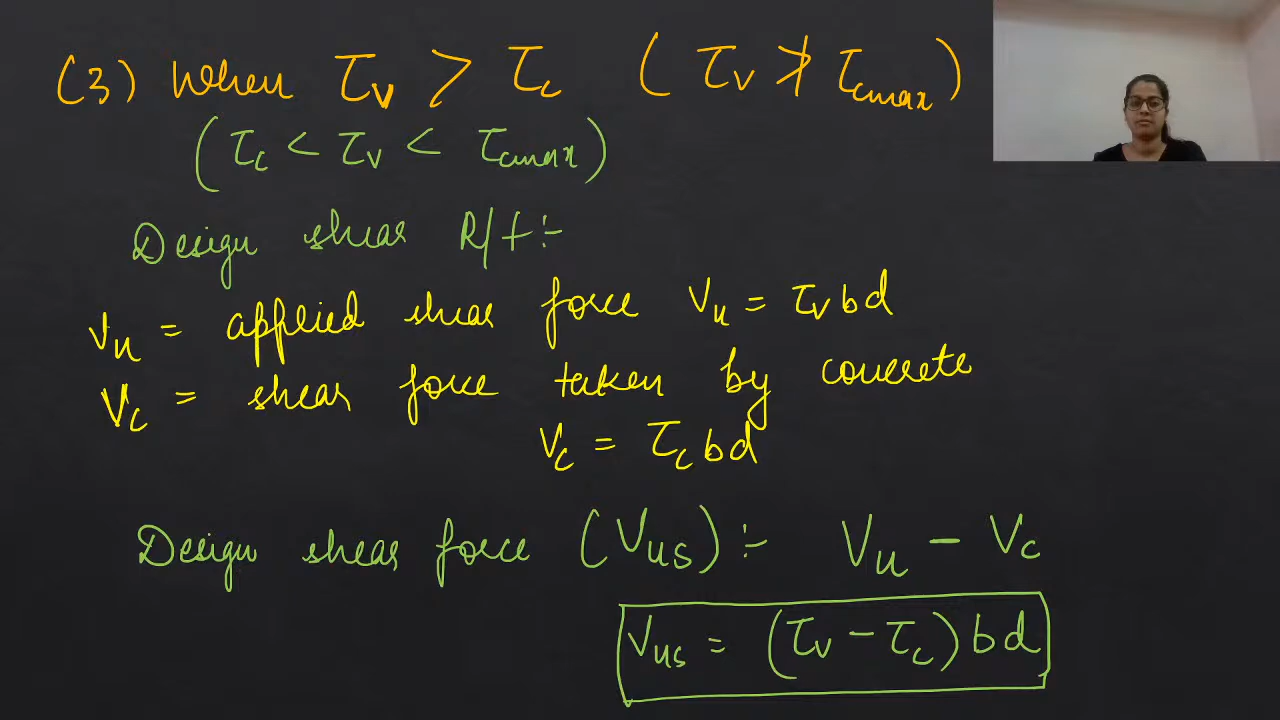 (3) When τv > τc (τv ≯ τcmax)
(τc < τv < τcmax)
Design shear R/f :-
Vu = applied shear force Vu = τv bd
Vc = shear force taken by concrete
Vc = τc bd
Design shear force (Vus) :- Vu - Vc
Vus = (τv - τc) bd